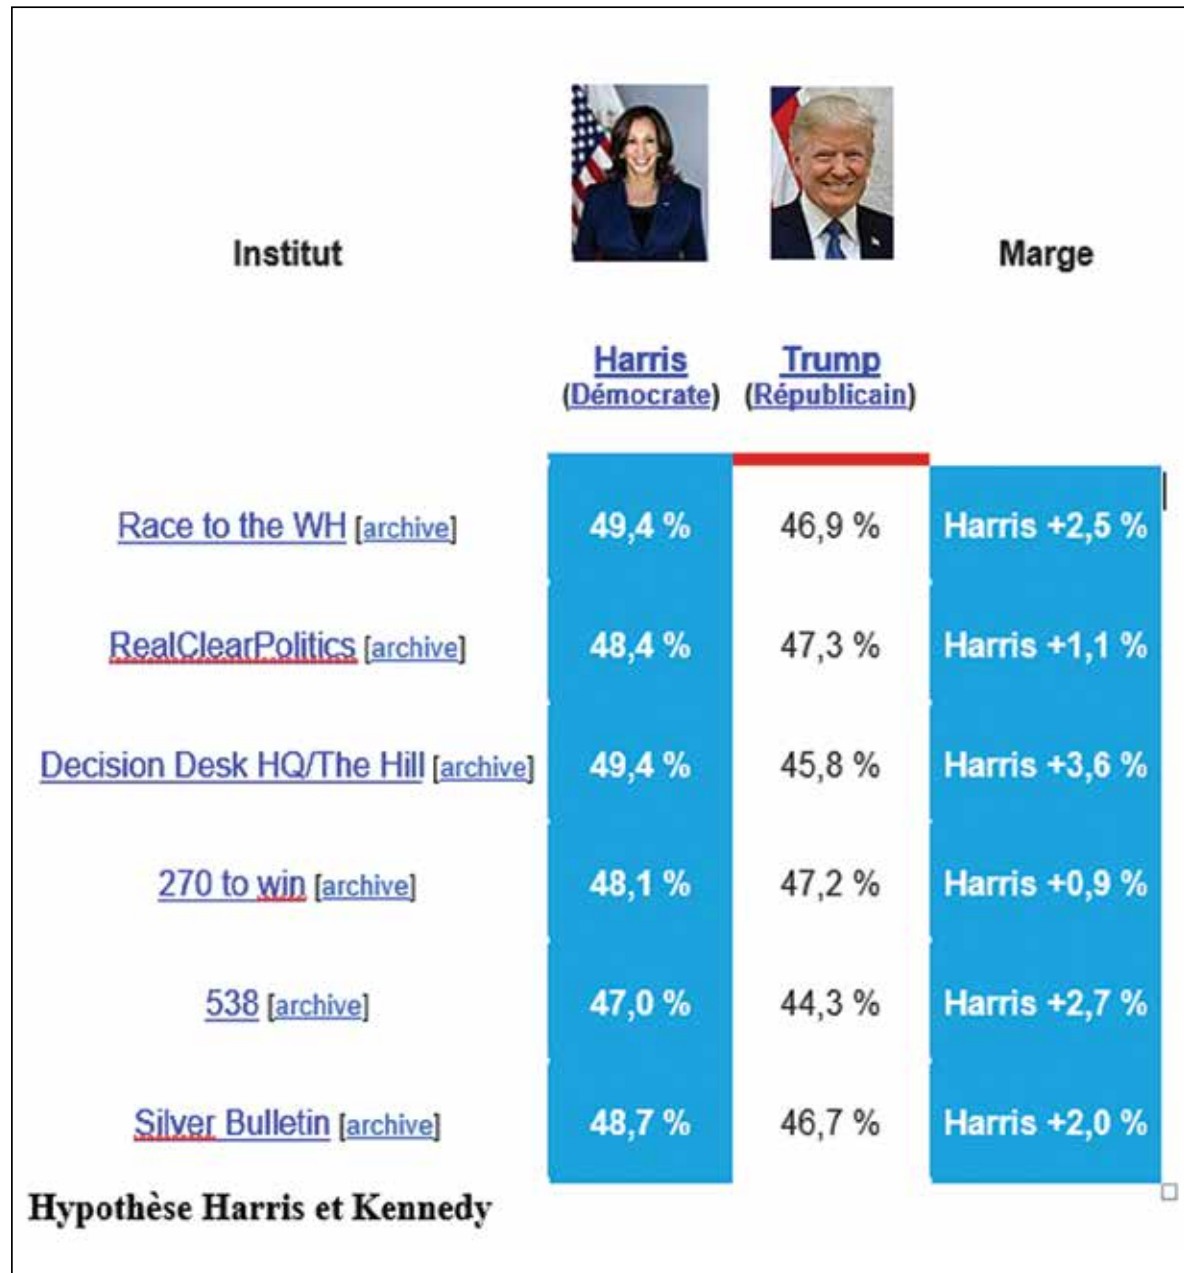 Institut Marge
Harris Trump
(Démocrate) (Républicain)
Race to the WH [archive] 49,4 % 46,9 % Harris +2,5 %
RealClearPolitics [archive] 48,4 % 47,3 % Harris +1,1 %
Decision Desk HQ/The Hill [archive] 49,4 % 45,8 % Harris +3,6 %
270 to win [archive] 48,1 % 47,2 % Harris +0,9 %
538 [archive] 47,0 % 44,3 % Harris +2,7 %
Silver Bulletin [archive] 48,7 % 46,7 % Harris +2,0 %
Hypothèse Harris et Kennedy